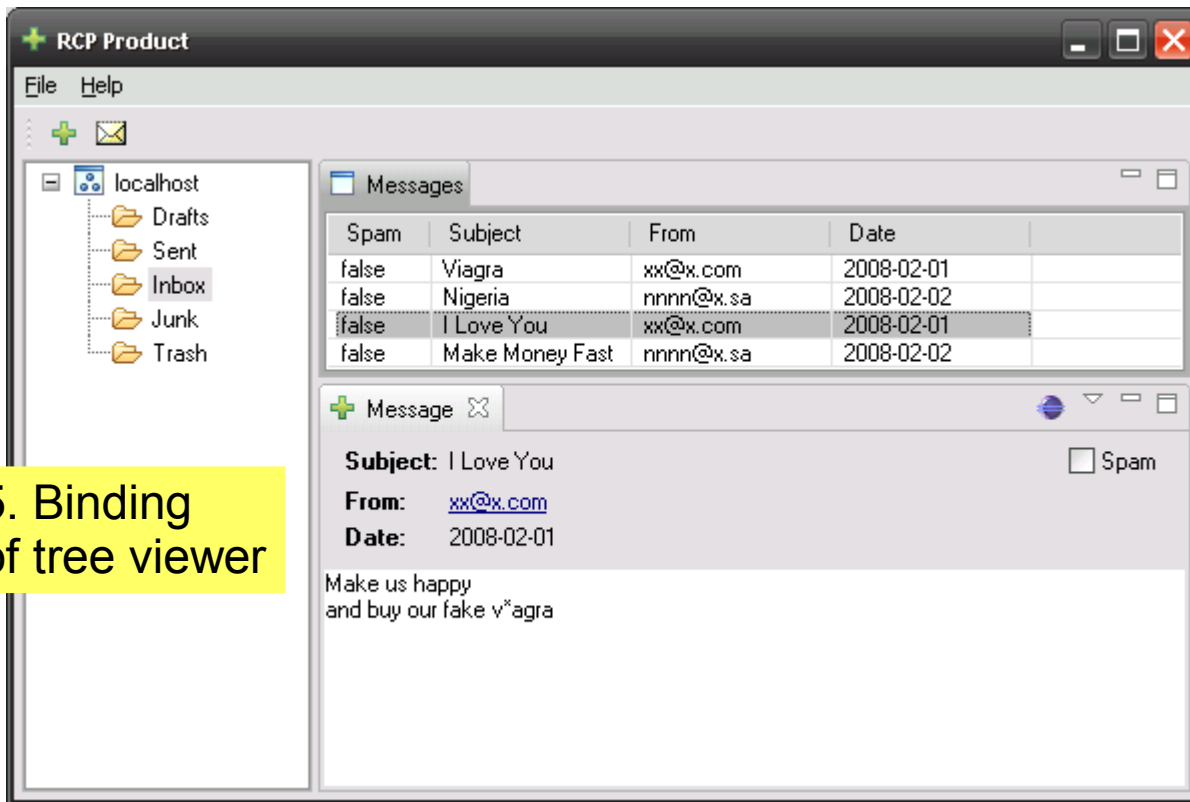 RCP Product
File Help
localhost
Drafts
Sent
Inbox
Junk
Trash
Messages
Spam Subject From Date
false Viagra xx@x.com 2008-02-01
false Nigeria nnnn@x.sa 2008-02-02
false I Love You xx@x.com 2008-02-01
false Make Money Fast nnnn@x.sa 2008-02-02
Message
Subject: I Love You Spam
From: xx@x.com
Date: 2008-02-01
Make us happy
and buy our fake v*agra
5. Binding
of tree viewer